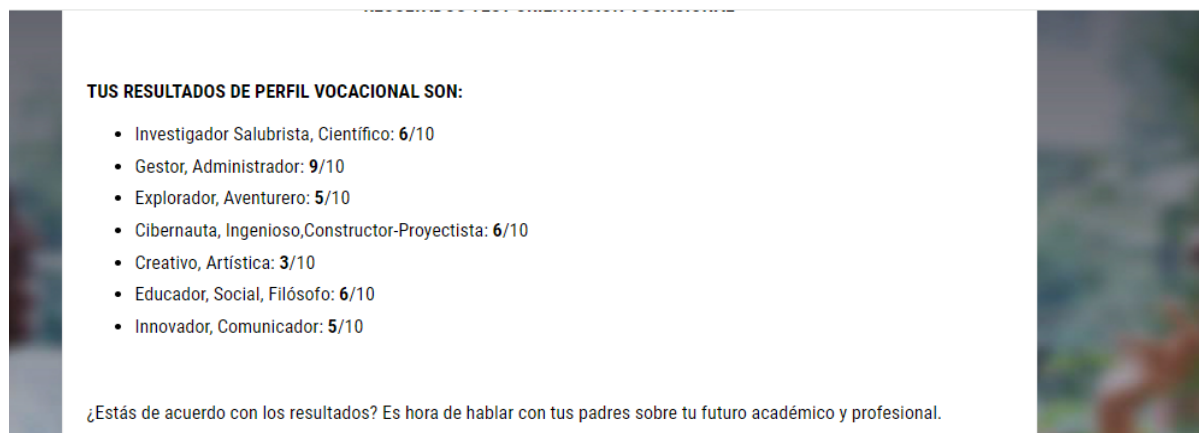 TUS RESULTADOS DE PERFIL VOCACIONAL SON:
• Investigador Salubrista, Científico: 6/10
• Gestor, Administrador: 9/10
• Explorador, Aventurero: 5/10
• Cibernauta, Ingenioso,Constructor-Proyectista: 6/10
• Creativo, Artística: 3/10
• Educador, Social, Filósofo: 6/10
• Innovador, Comunicador: 5/10
¿Estás de acuerdo con los resultados? Es hora de hablar con tus padres sobre tu futuro académico y profesional.